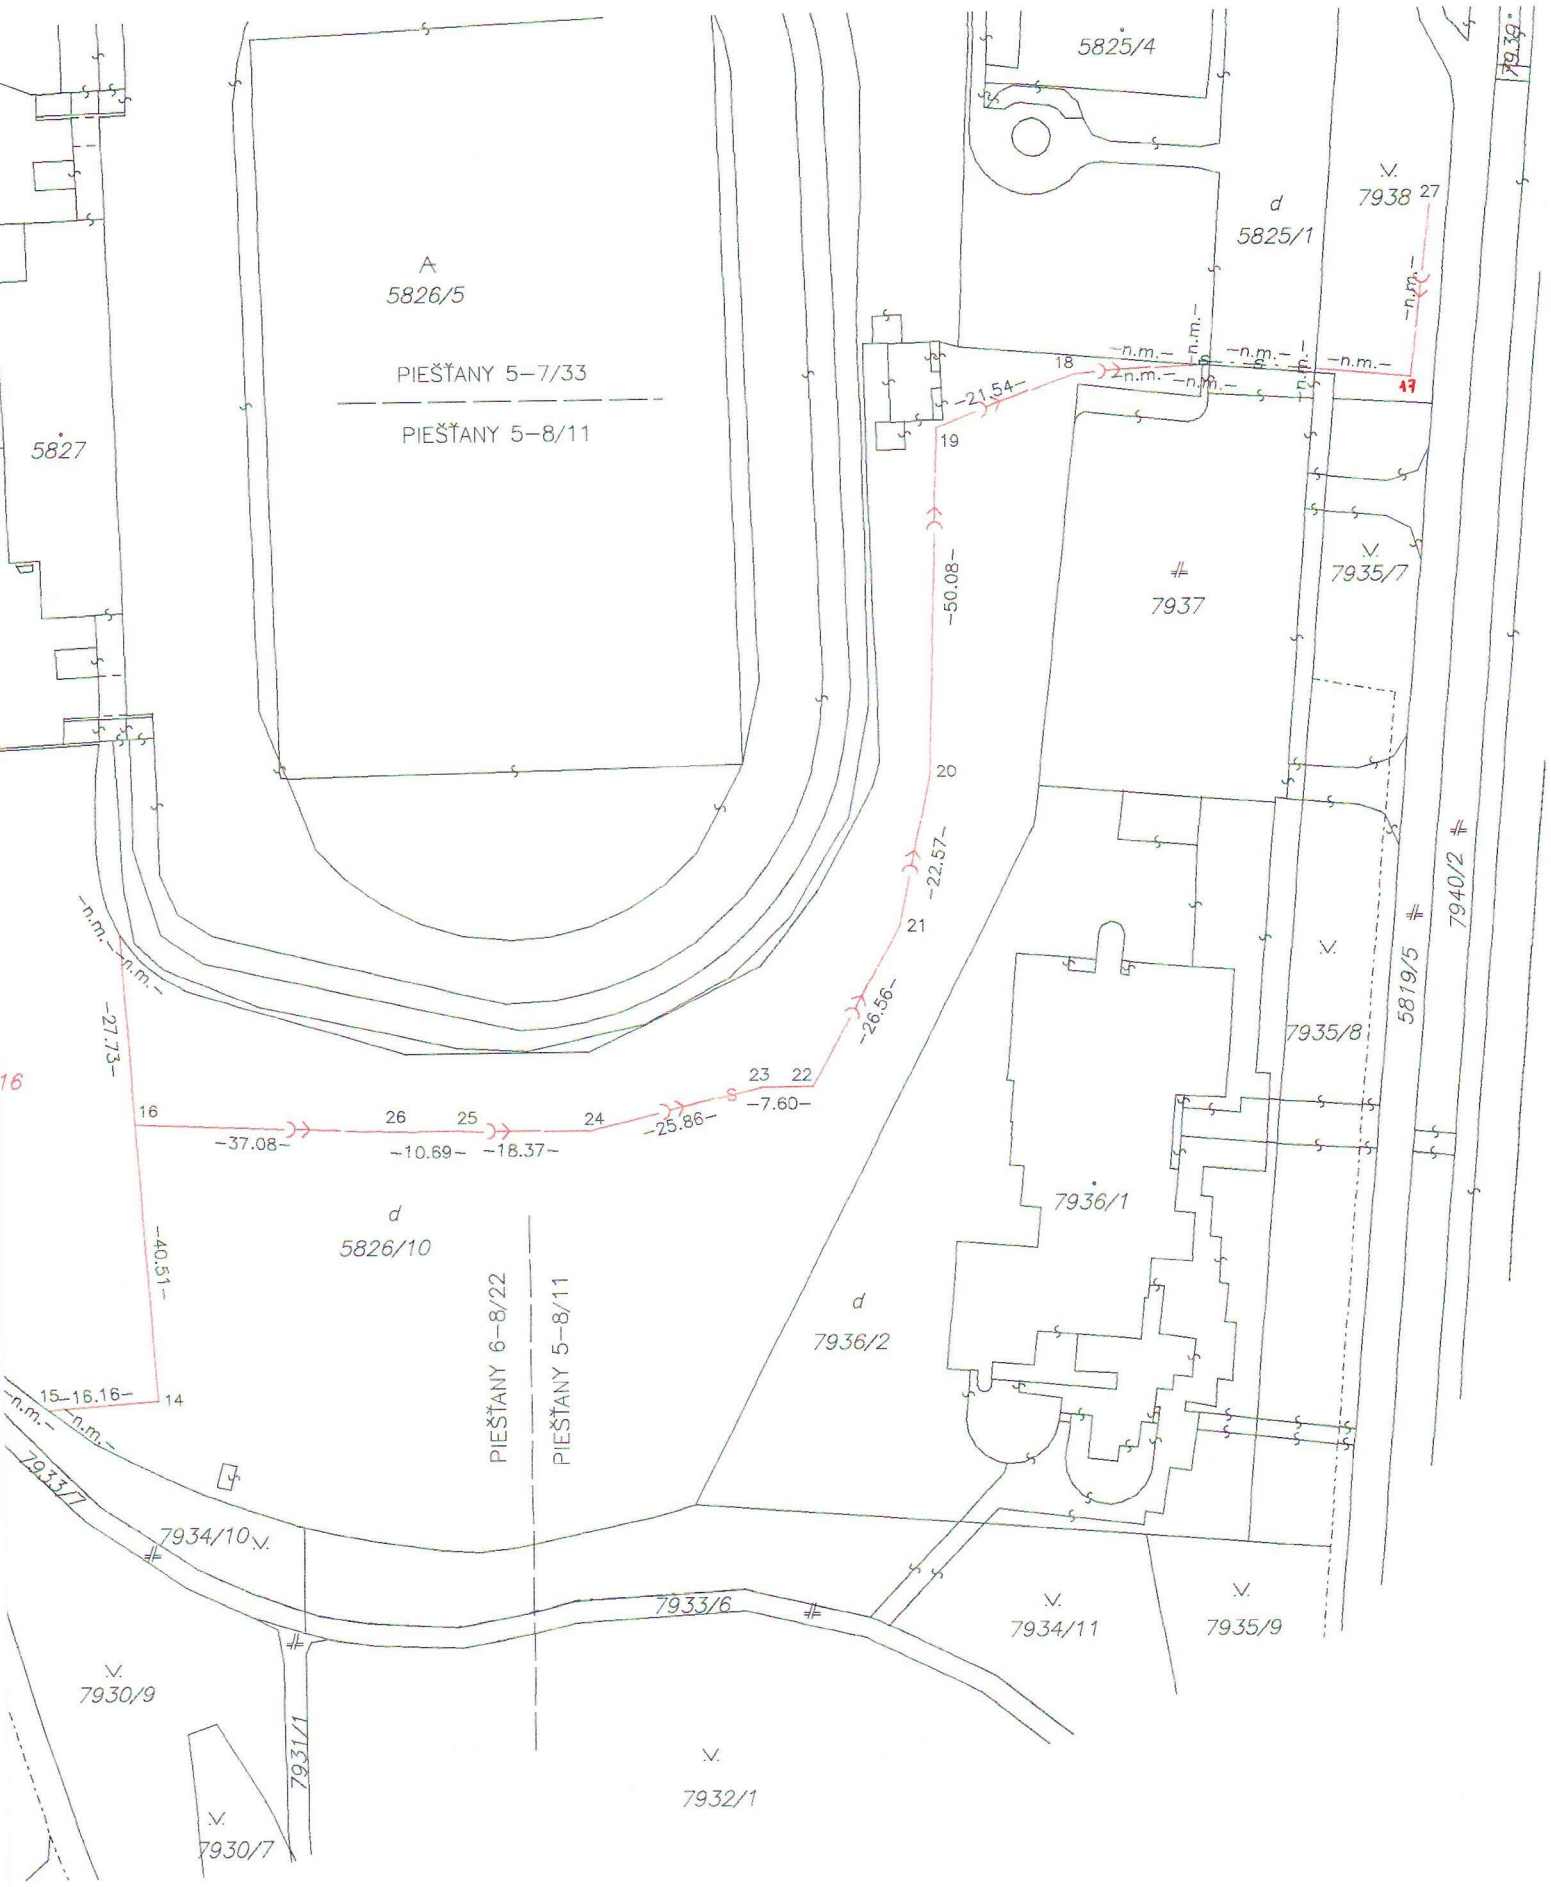 5825/4
7939
V.
7938
27
d
5825/1
A
5826/5
-n.m.-
-n.m.-
-n.m.-
-n.m.-
-n.m.-
-n.m.-
-n.m.-
-n.m.-
18
17
PIEŠŤANY 5-7/33
PIEŠŤANY 5-8/11
-21.54-
19
5827
-50.08-
V.
7935/7
7937
20
-22.57-
21
7940/2
5819/5
V.
7935/8
-n.m.-
-n.m.-
-26.56-
-27.73-
16
23
22
-7.60-
s
16
26
25
24
-25.86-
-37.08-
-10.69-
-18.37-
7936/1
d
5826/10
-40.51-
PIEŠŤANY 6-8/22
PIEŠŤANY 5-8/11
d
7936/2
15
-16.16-
14
-n.m.-
-n.m.-
7933/7
7934/10
V.
7933/6
V.
7934/11
V.
7935/9
V.
7930/9
7931/1
V.
7932/1
V.
7930/7